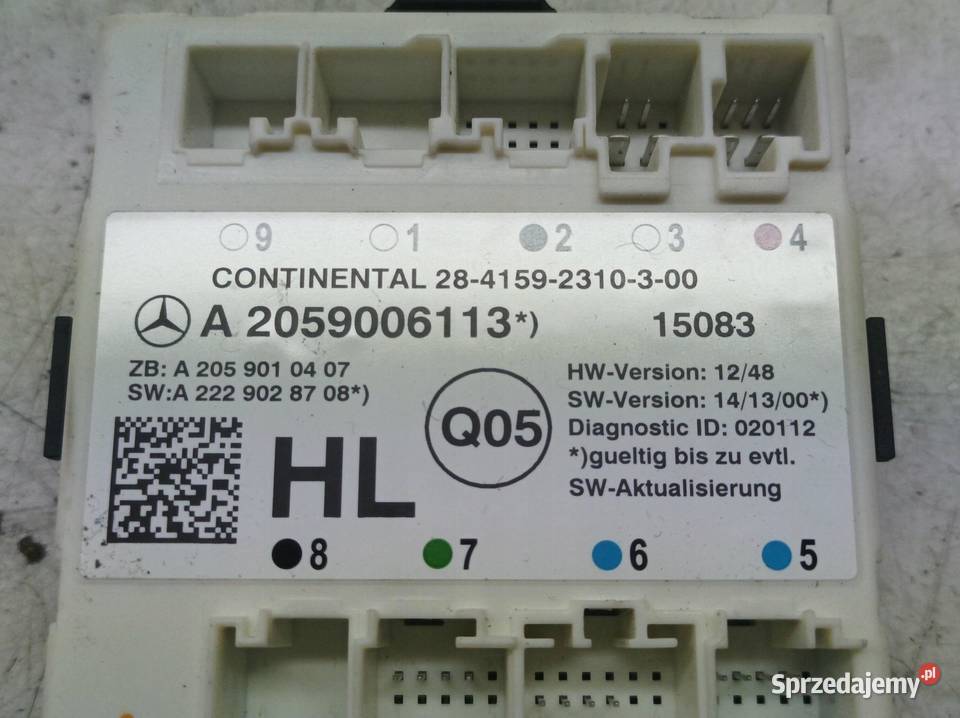 9 1 2 3 4
CONTINENTAL 28-4159-2310-3-00
A 2059006113*) 15083
ZB: A 205 901 04 07
SW:A 222 902 87 08*)
HW-Version: 12/48
SW-Version: 14/13/00*)
Diagnostic ID: 020112
*)gueltig bis zu evtl.
SW-Aktualisierung
Q05
HL
8 7 6 5
Sprzedajemy.pl